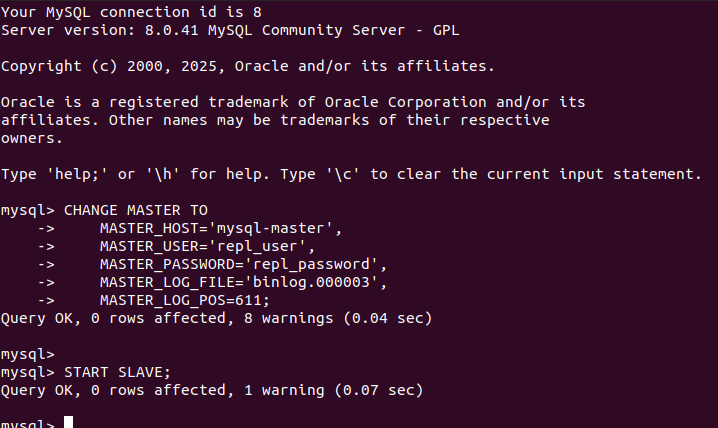 Your MySQL connection id is 8
Server version: 8.0.41 MySQL Community Server - GPL
Copyright (c) 2000, 2025, Oracle and/or its affiliates.
Oracle is a registered trademark of Oracle Corporation and/or its
affiliates. Other names may be trademarks of their respective
owners.
Type 'help;' or '\h' for help. Type '\c' to clear the current input statement.
mysql> CHANGE MASTER TO
    ->     MASTER_HOST='mysql-master',
    ->     MASTER_USER='repl_user',
    ->     MASTER_PASSWORD='repl_password',
    ->     MASTER_LOG_FILE='binlog.000003',
    ->     MASTER_LOG_POS=611;
Query OK, 0 rows affected, 8 warnings (0.04 sec)
mysql>
mysql> START SLAVE;
Query OK, 0 rows affected, 1 warning (0.07 sec)
mysql>